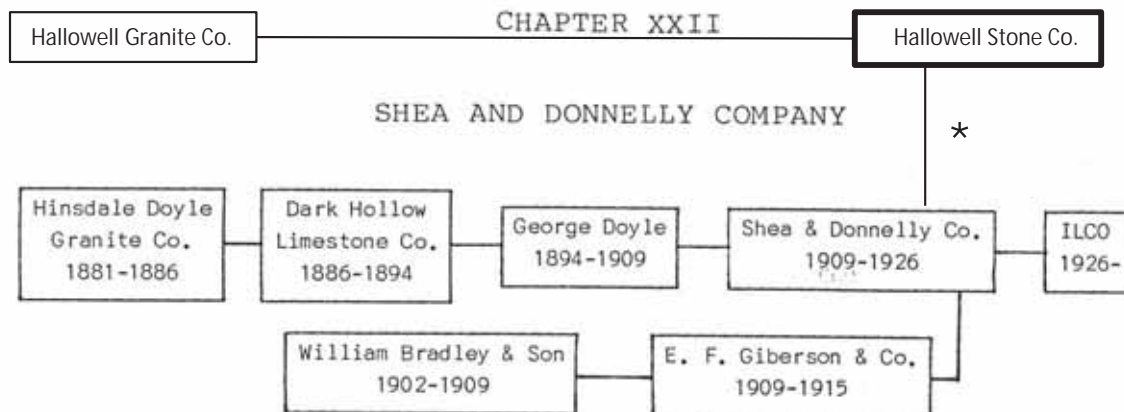 CHAPTER XXII
Hallowell Granite Co.
Hallowell Stone Co.
SHEA AND DONNELLY COMPANY
*
Hinsdale Doyle
Granite Co.
1881-1886
Dark Hollow
Limestone Co.
1886-1894
George Doyle
1894-1909
Shea & Donnelly Co.
1909-1926
ILCO
1926-
William Bradley & Son
1902-1909
E. F. Giberson & Co.
1909-1915